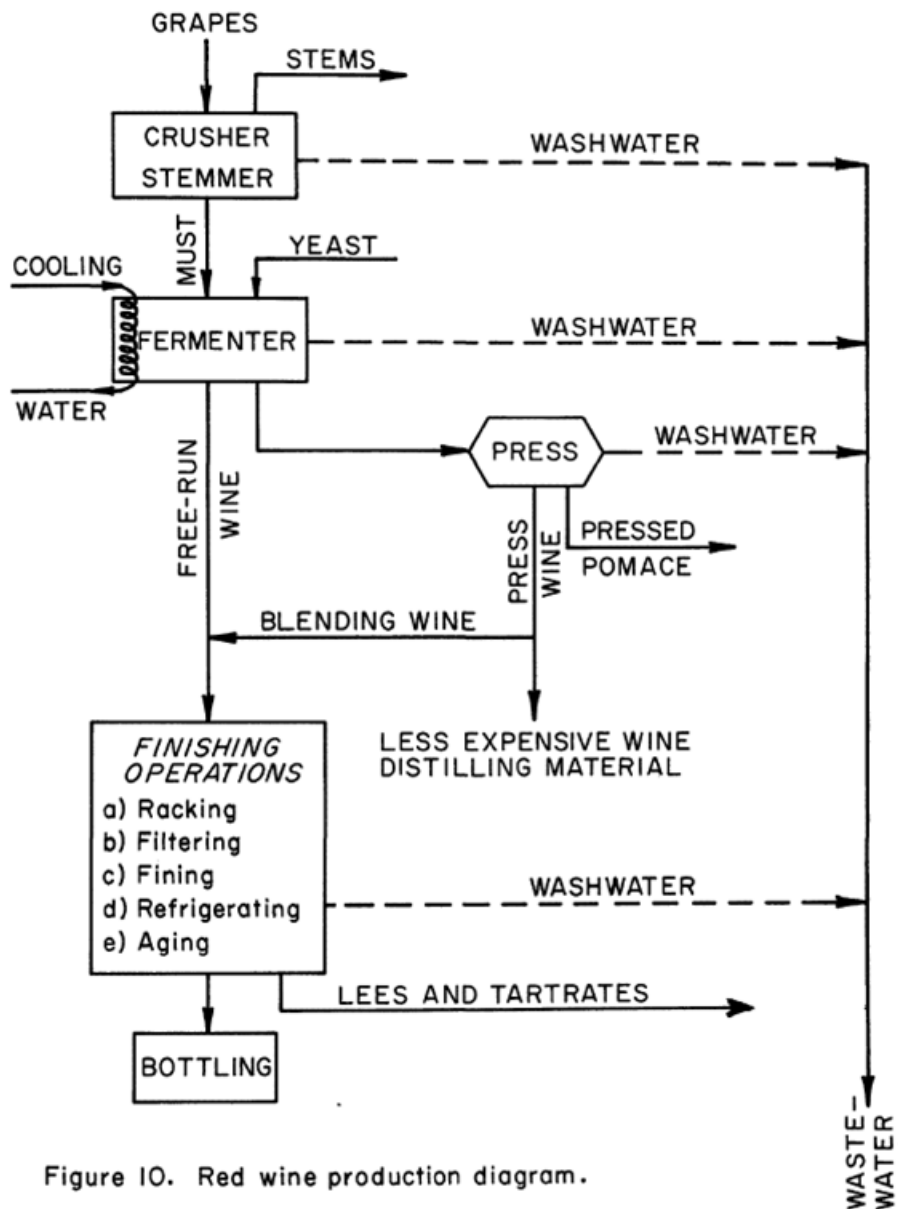 GRAPES
STEMS
CRUSHER
STEMMER
WASHWATER
MUST
YEAST
COOLING
FERMENTER
WASHWATER
WATER
FREE-RUN
WINE
PRESS
WASHWATER
PRESS
WINE
PRESSED
POMACE
BLENDING WINE
FINISHING
OPERATIONS
a) Racking
b) Filtering
c) Fining
d) Refrigerating
e) Aging
LESS EXPENSIVE WINE
DISTILLING MATERIAL
WASHWATER
LEES AND TARTRATES
BOTTLING
WASTE-
WATER
Figure 10. Red wine production diagram.